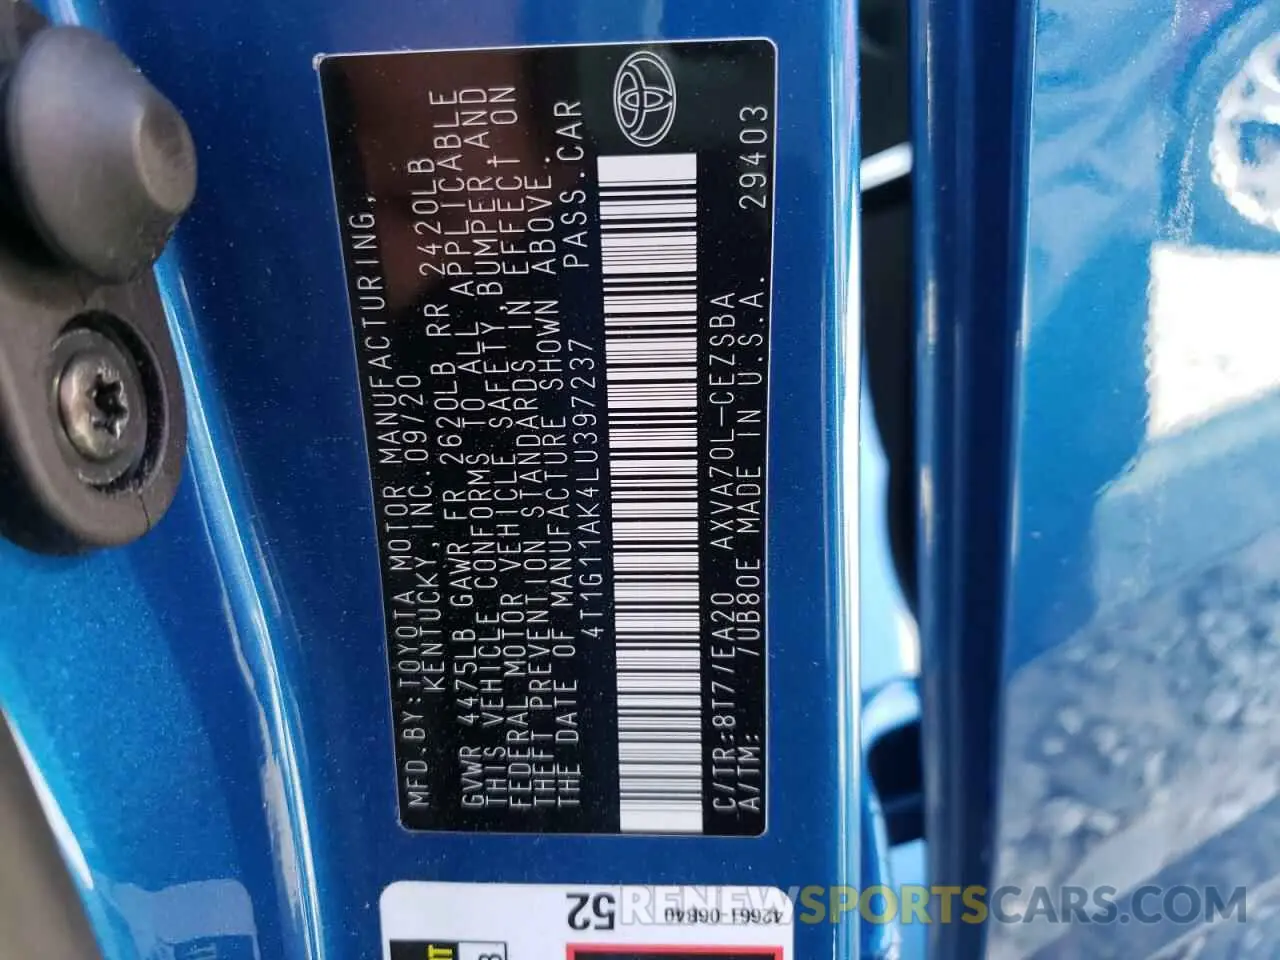 MFD.BY:TOYOTA MOTOR MANUFACTURING,
KENTUCKY,INC.09/20
GVWR 4475LB GAWR FR 2620LB RR 2420LB
THIS VEHICLE CONFORMS TO ALL APPLICABLE
FEDERAL MOTOR VEHICLE SAFETY,BUMPER,AND
THEFT PREVENTION STANDARDS IN EFFECT ON
THE DATE OF MANUFACTURE SHOWN ABOVE.
4T1G11AK4LU397237 PASS.CAR
C/TR:8T7/EA20 AXVA70L-CEZSBA 29403
A/TM: /UB80E MADE IN U.S.A.
52
42661-06B40
RENEWSPORTSCARS.COM